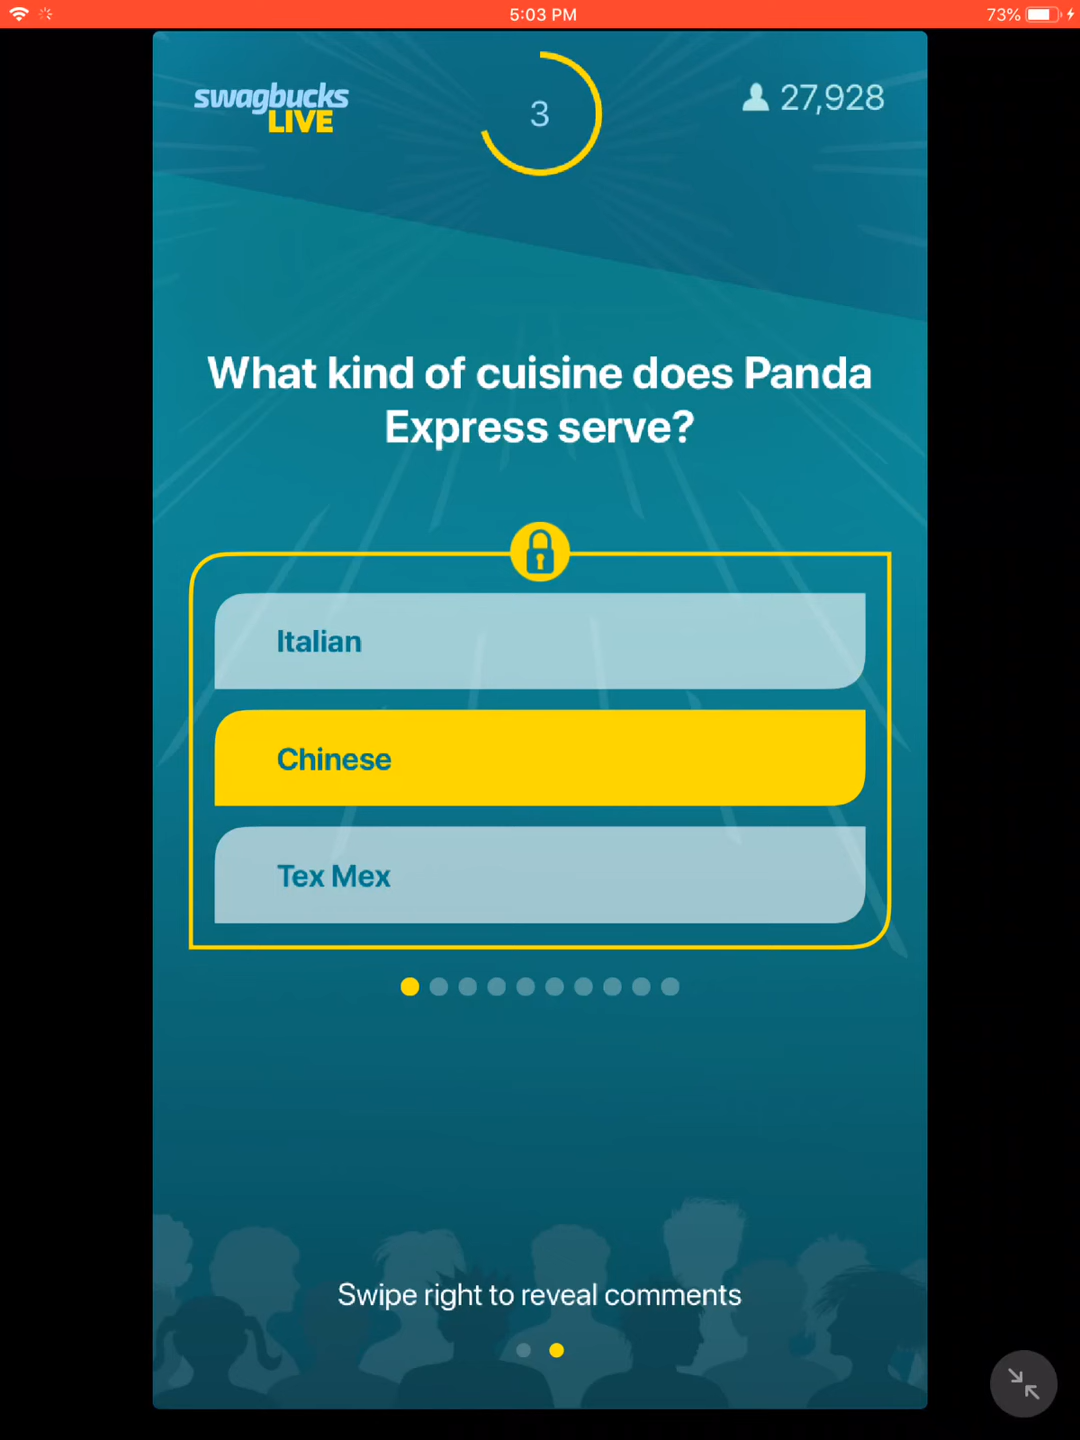 5:03 PM
73%
swagbucks
LIVE
3
27,928
What kind of cuisine does Panda
Express serve?
Italian
Chinese
Tex Mex
Swipe right to reveal comments